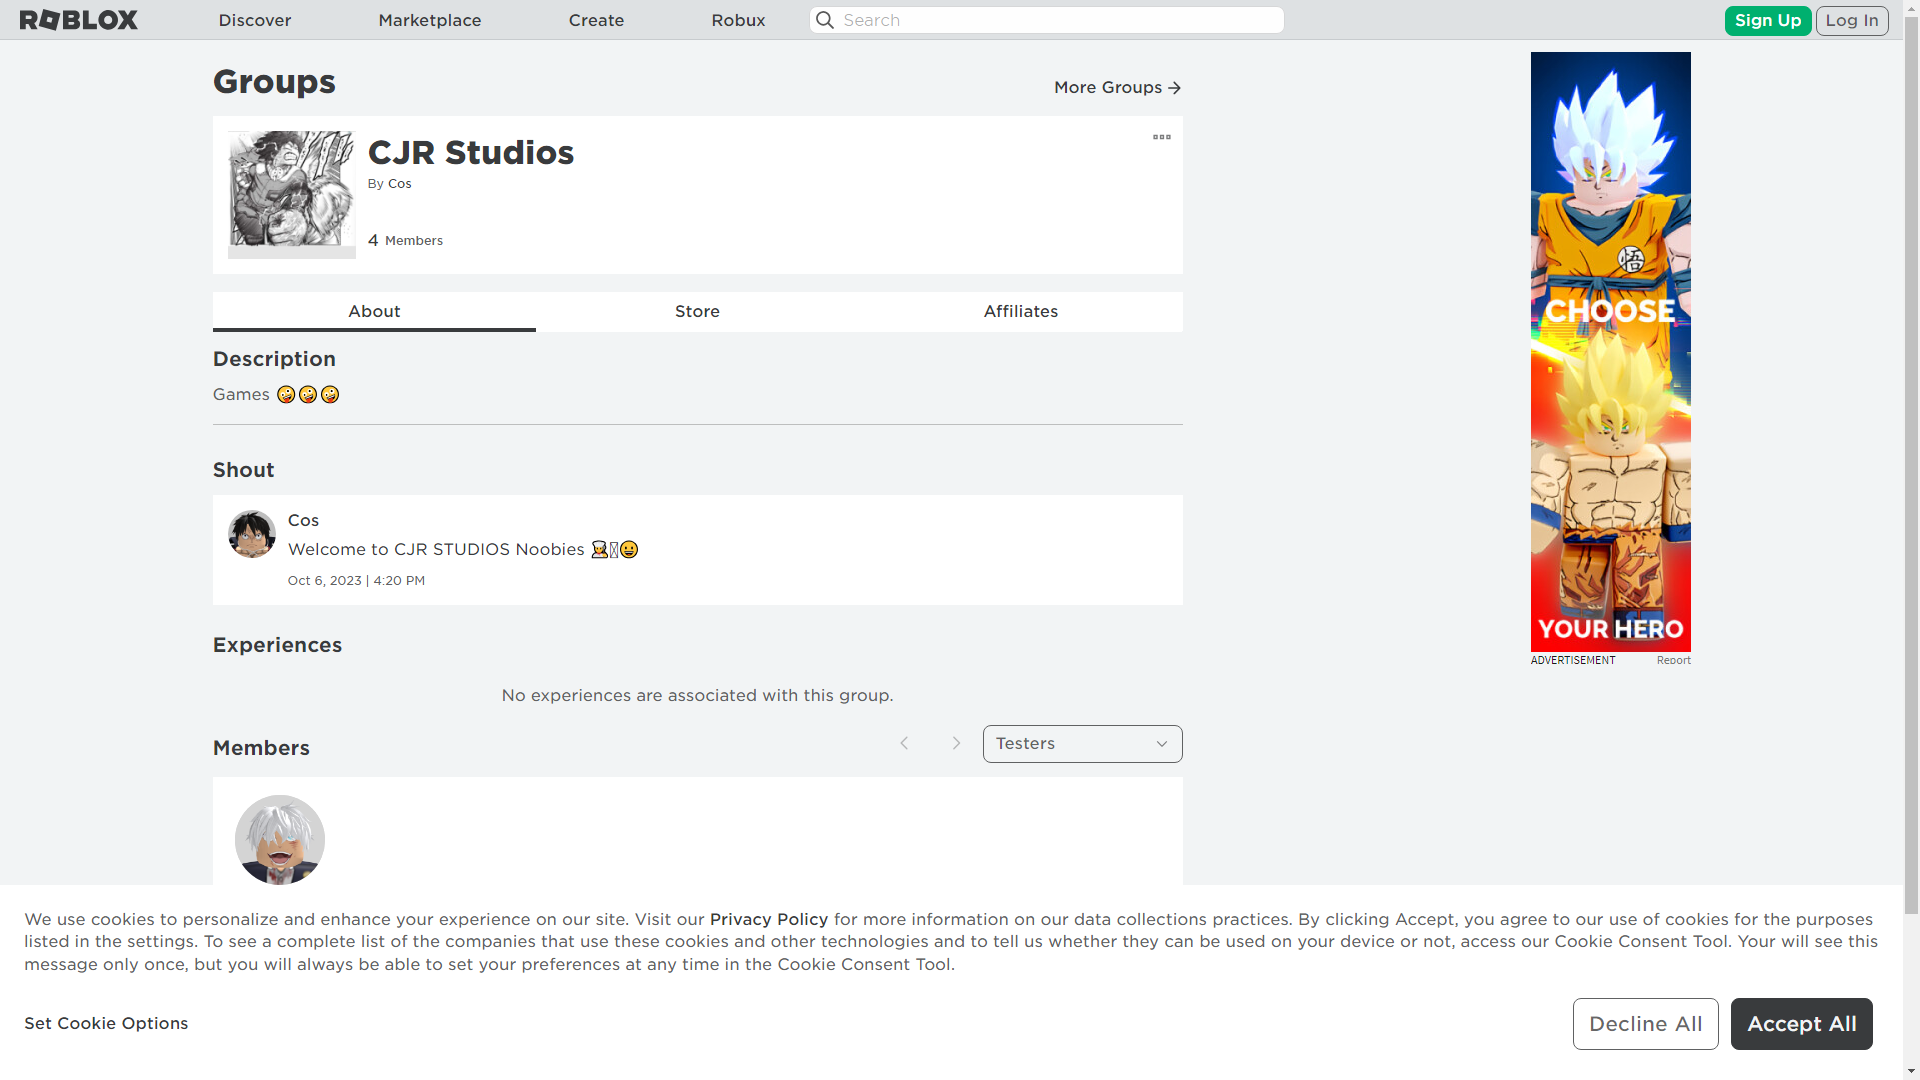 ROBLOX
Discover
Marketplace
Create
Robux
Search
Sign Up
Log In
Groups
More Groups →
CJR Studios
By Cos
4 Members
About
Store
Affiliates
Description
Games 🤪🤪🤪
Shout
Cos
Welcome to CJR STUDIOS Noobies
Oct 6, 2023 | 4:20 PM
Experiences
No experiences are associated with this group.
Members
Testers
悟
CHOOSE
YOUR HERO
ADVERTISEMENT
Report
We use cookies to personalize and enhance your experience on our site. Visit our Privacy Policy for more information on our data collections practices. By clicking Accept, you agree to our use of cookies for the purposes
listed in the settings. To see a complete list of the companies that use these cookies and other technologies and to tell us whether they can be used on your device or not, access our Cookie Consent Tool. Your will see this
message only once, but you will always be able to set your preferences at any time in the Cookie Consent Tool.
Set Cookie Options
Decline All
Accept All